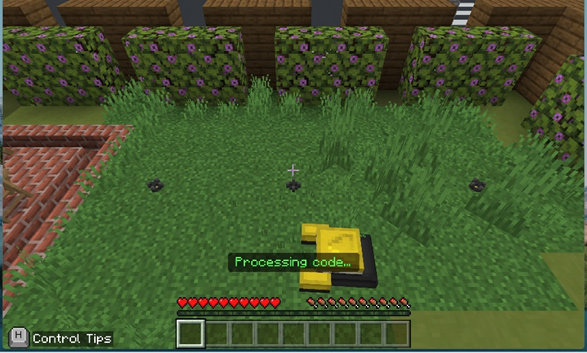 Processing code...
H Control Tips